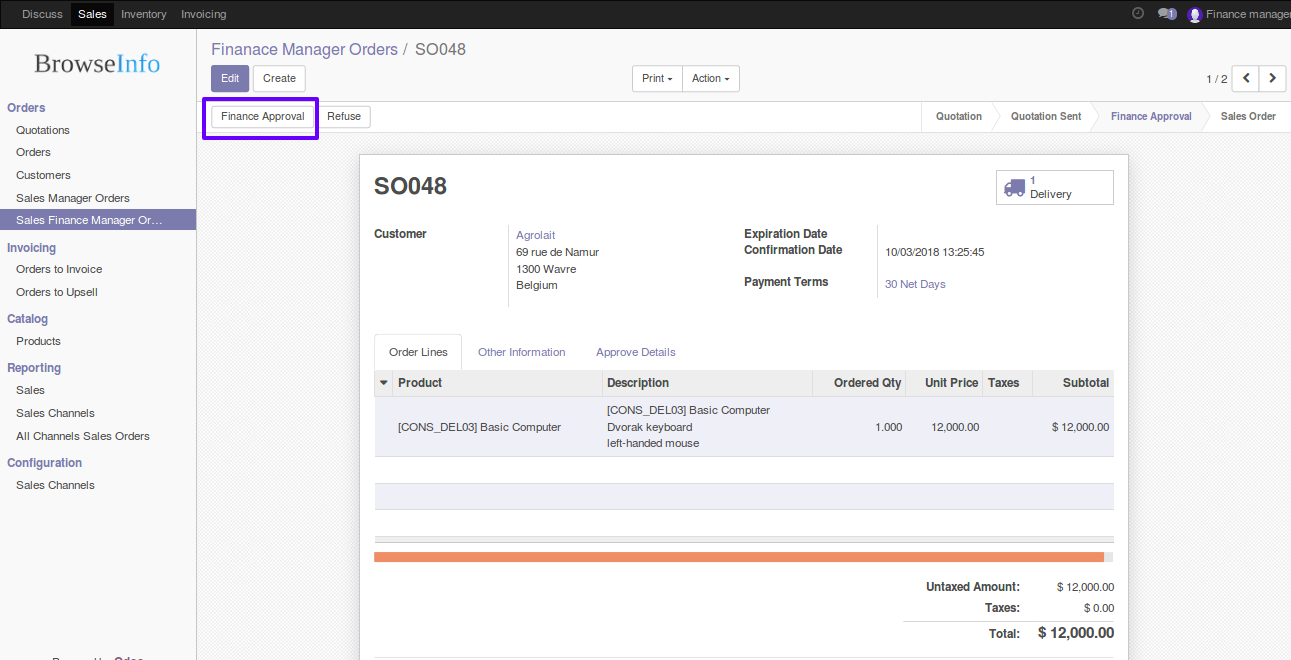 Discuss Sales Inventory Invoicing 1 Finance manager
BrowseInfo
Finanace Manager Orders / SO048
Edit Create Print Action 1 / 2
Finance Approval Refuse Quotation Quotation Sent Finance Approval Sales Order
Orders
Quotations
Orders
Customers
Sales Manager Orders
Sales Finance Manager Or…
Invoicing
Orders to Invoice
Orders to Upsell
Catalog
Products
Reporting
Sales
Sales Channels
All Channels Sales Orders
Configuration
Sales Channels
SO048
1
Delivery
Customer
Agrolait
69 rue de Namur
1300 Wavre
Belgium
Expiration Date
Confirmation Date 10/03/2018 13:25:45
Payment Terms 30 Net Days
Order Lines Other Information Approve Details
Product Description Ordered Qty Unit Price Taxes Subtotal
[CONS_DEL03] Basic Computer
[CONS_DEL03] Basic Computer Dvorak keyboard 1.000 12,000.00 $ 12,000.00
left-handed mouse
Untaxed Amount: $ 12,000.00
Taxes: $ 0.00
Total: $ 12,000.00